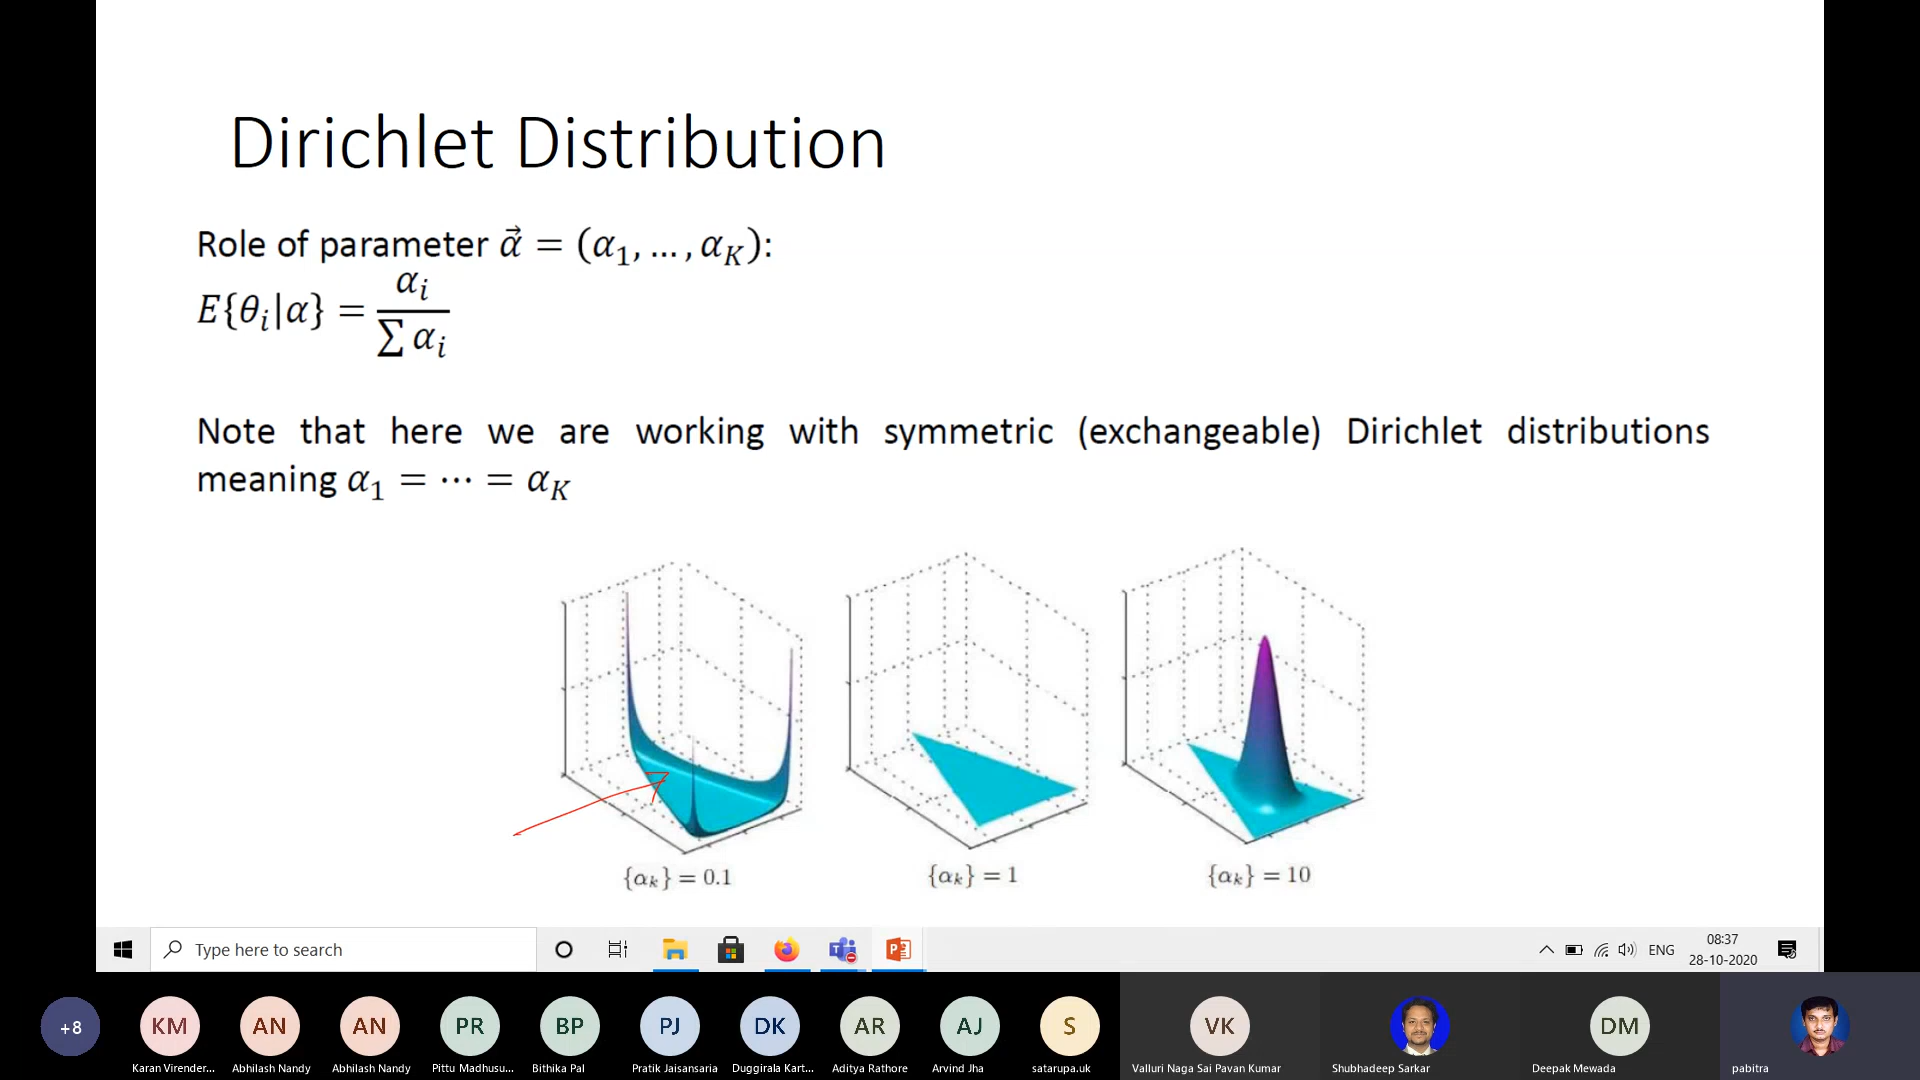 Dirichlet Distribution
Role of parameter α⃗ = (α₁, … , α_K):
E{θᵢ|α} = αᵢ / ∑ αᵢ
Note that here we are working with symmetric (exchangeable) Dirichlet distributions
meaning α₁ = ⋯ = α_K
{αₖ} = 0.1
{αₖ} = 1
{αₖ} = 10
Type here to search
ENG
08:37
28-10-2020
+8
KM
AN
AN
PR
BP
PJ
DK
AR
AJ
S
VK
DM
Karan Virender...
Abhilash Nandy
Abhilash Nandy
Pittu Madhusu...
Bithika Pal
Pratik Jaisansaria
Duggirala Kart...
Aditya Rathore
Arvind Jha
satarupa.uk
Valluri Naga Sai Pavan Kumar
Shubhadeep Sarkar
Deepak Mewada
pabitra